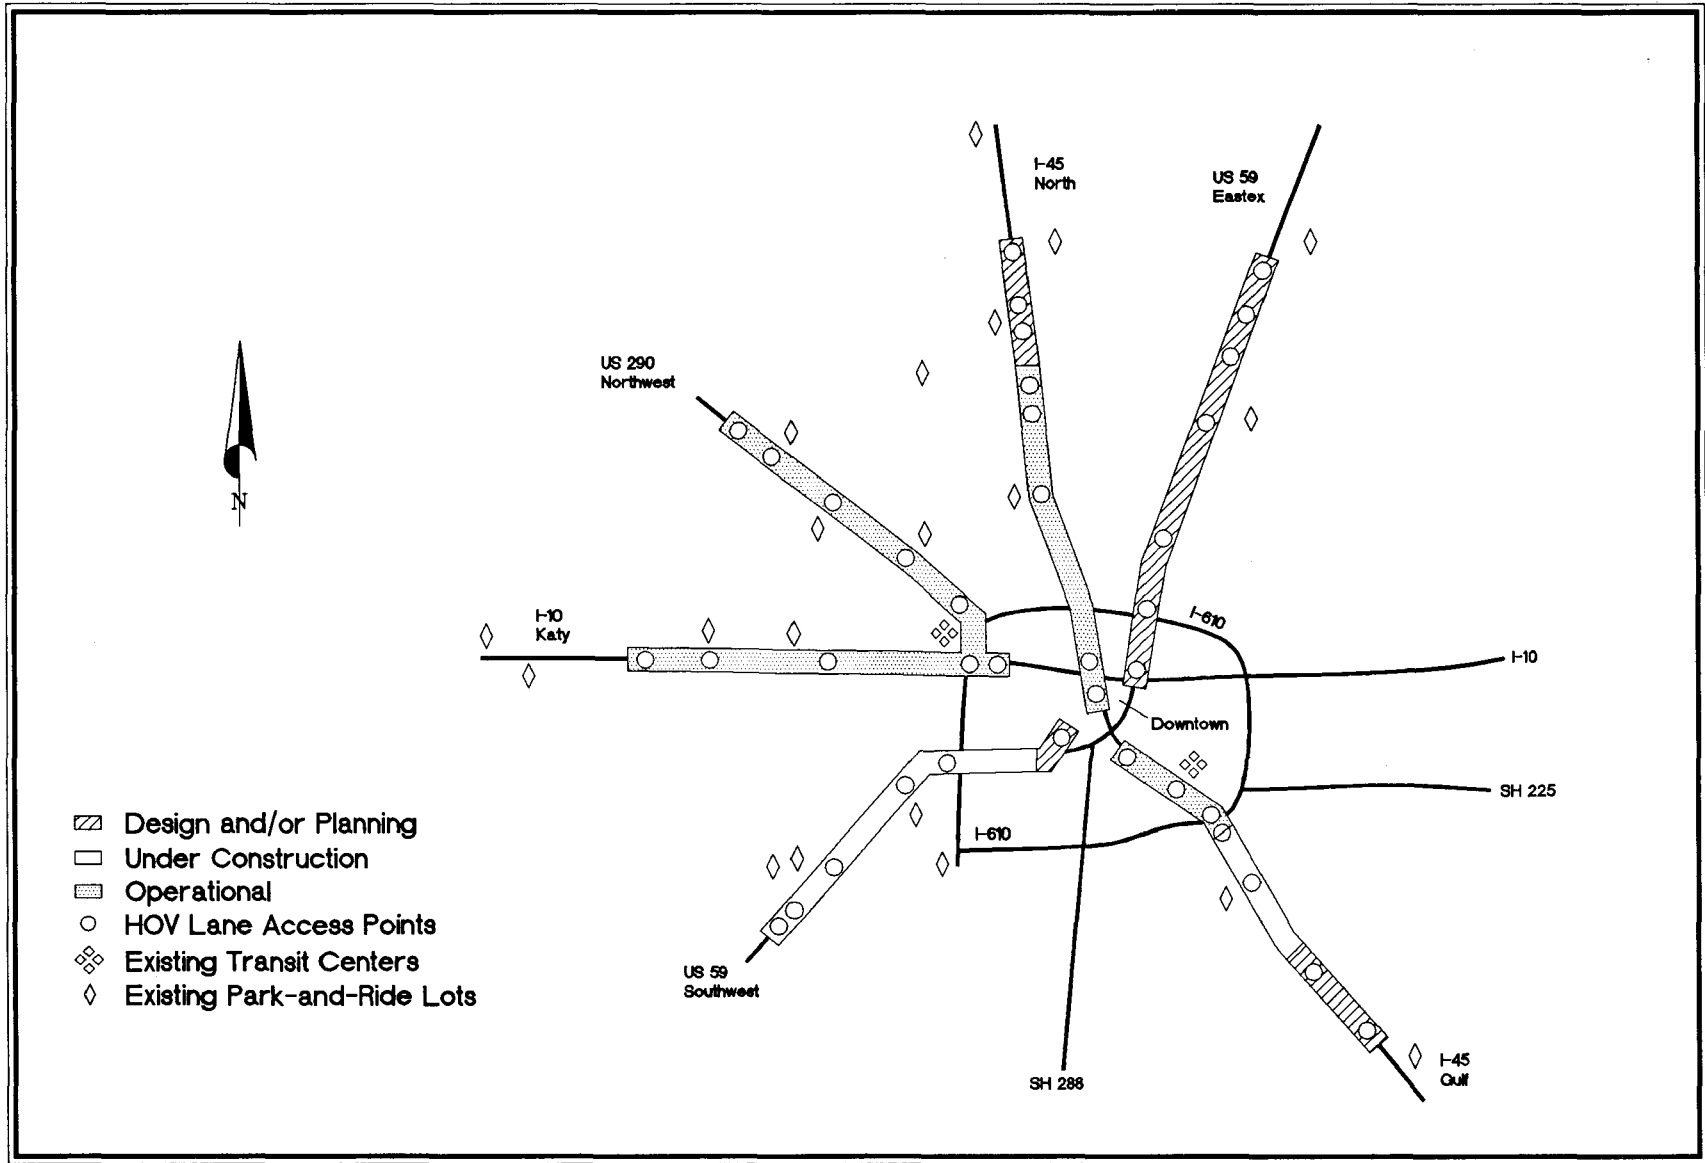 I-45
North
US 59
Eastex
US 290
Northwest
N
I-10
Katy
I-610
I-10
Downtown
SH 225
I-610
Design and/or Planning
Under Construction
Operational
HOV Lane Access Points
Existing Transit Centers
Existing Park-and-Ride Lots
US 59
Southwest
I-45
Gulf
SH 288